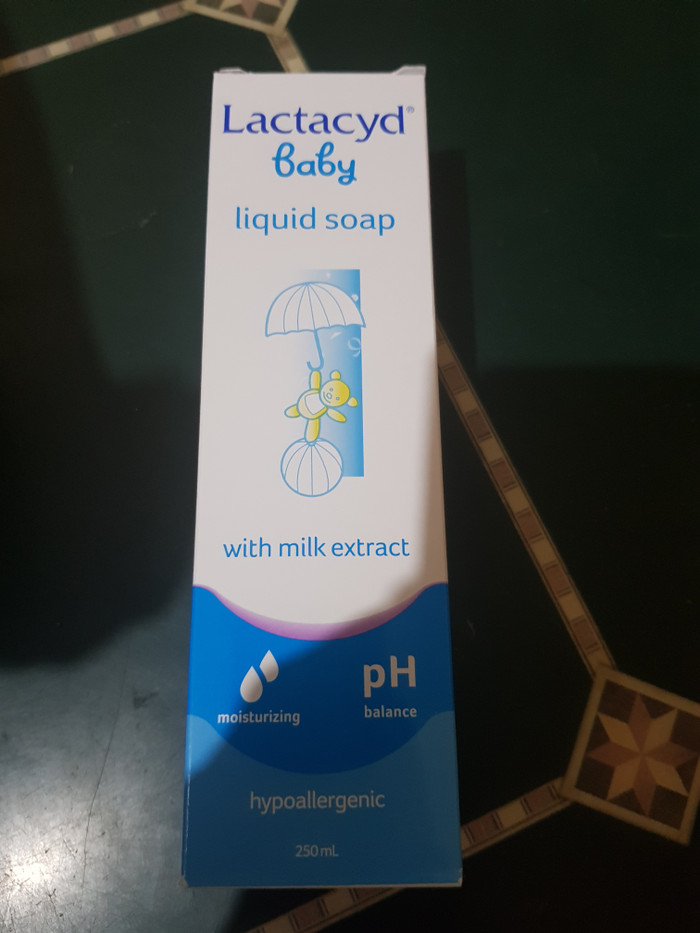 Lactacyd®
baby
liquid soap
with milk extract
pH
moisturizing
balance
hypoallergenic
250 mL